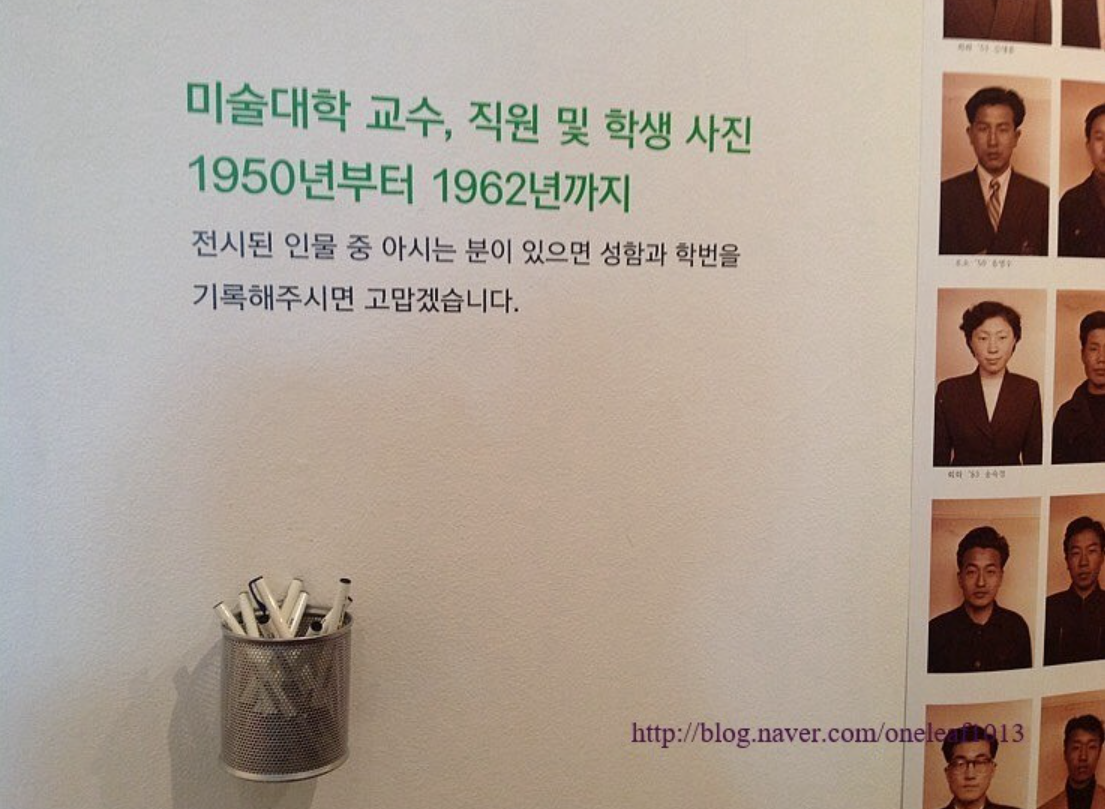 미술대학 교수, 직원 및 학생 사진
1950년부터 1962년까지
전시된 인물 중 아시는 분이 있으면 성함과 학번을
기록해주시면 고맙겠습니다.
http://blog.naver.com/oneleaf1013